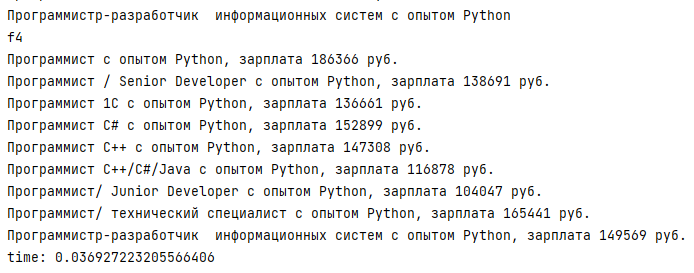 Программист-разработчик  информационных систем с опытом Python
f4
Программист с опытом Python, зарплата 186366 руб.
Программист / Senior Developer с опытом Python, зарплата 138691 руб.
Программист 1С с опытом Python, зарплата 136661 руб.
Программист C# с опытом Python, зарплата 152899 руб.
Программист C++ с опытом Python, зарплата 147308 руб.
Программист C++/C#/Java с опытом Python, зарплата 116878 руб.
Программист/ Junior Developer с опытом Python, зарплата 104047 руб.
Программист/ технический специалист с опытом Python, зарплата 165441 руб.
Программист-разработчик  информационных систем с опытом Python, зарплата 149569 руб.
time: 0.036927223205566406